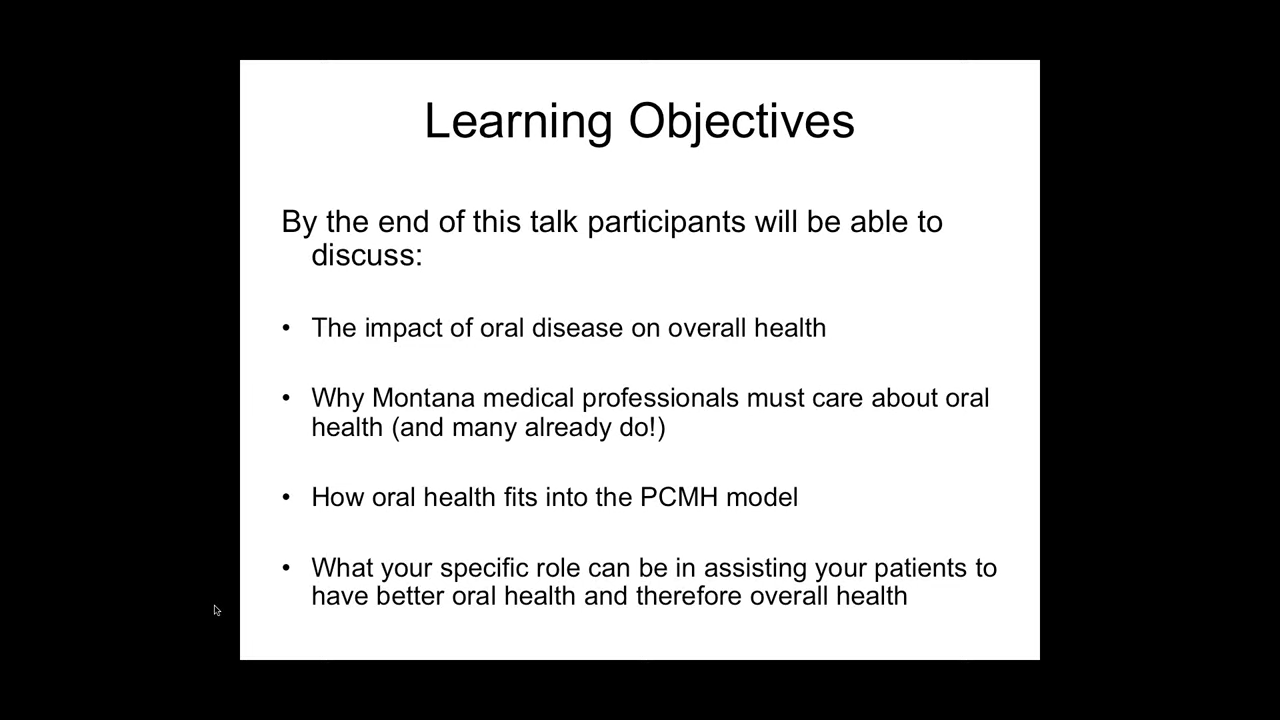 Learning Objectives
By the end of this talk participants will be able to
discuss:
• The impact of oral disease on overall health
• Why Montana medical professionals must care about oral
health (and many already do!)
• How oral health fits into the PCMH model
• What your specific role can be in assisting your patients to
have better oral health and therefore overall health